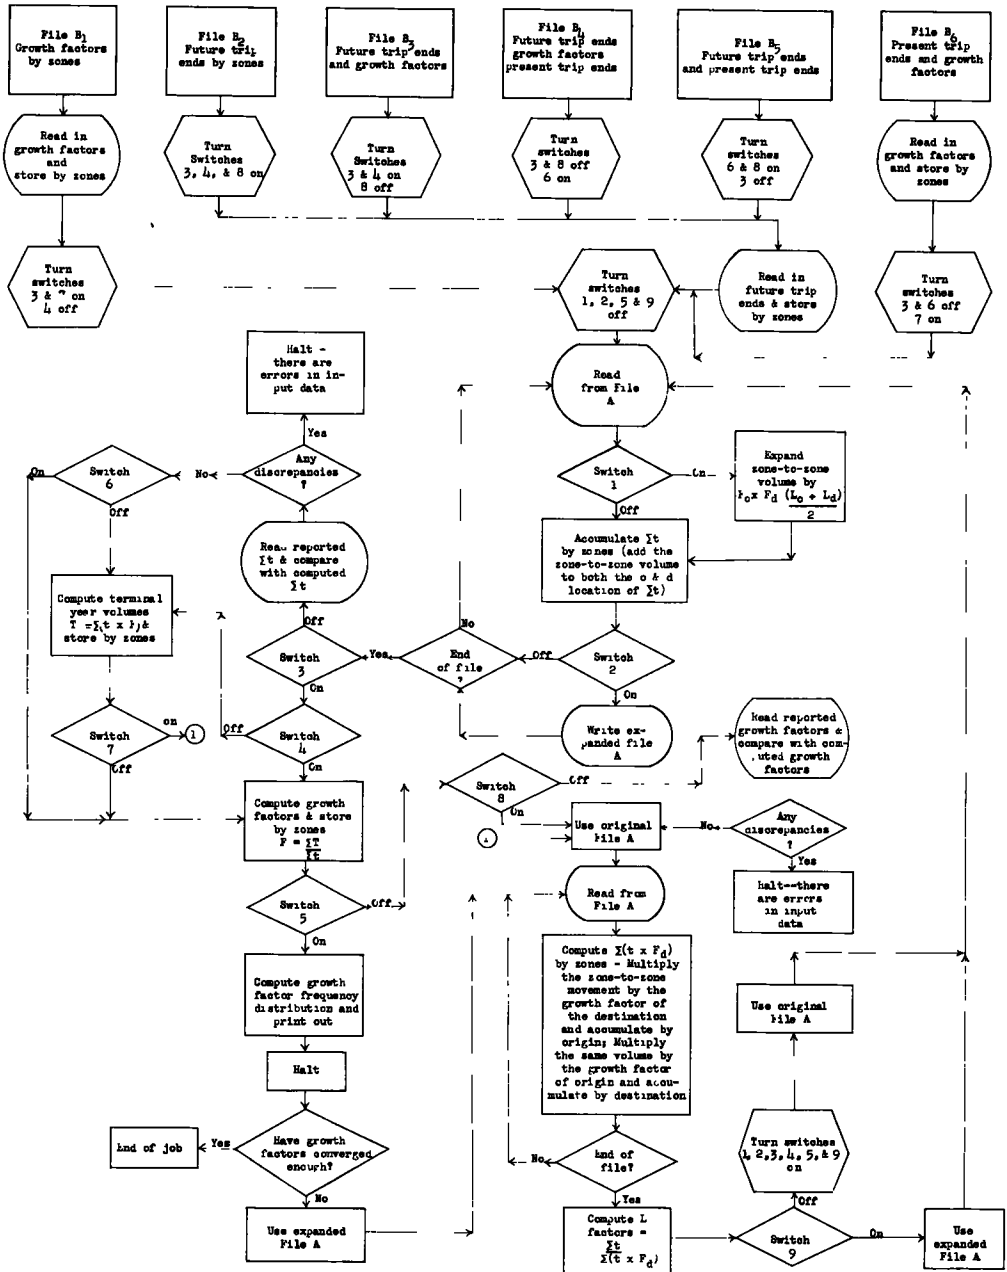 File B1
Growth factors
by zones
File B2
Future trip
ends by zones
File B3
Future trip ends
and growth factors
File B4
Future trip ends
growth factors
present trip ends
File B5
Future trip ends
and present trip ends
File B6
Present trip
ends and growth
factors
Read in
growth factors
and
store by zones
Turn
Switches
3, 4, & 8 on
Turn
Switches
3 & 4 on
8 off
Turn
switches
3 & 8 off
6 on
Turn
switches
6 & 8 on
3 off
Read in
growth factors
and store by
zones
Turn
switches
3 & on
4 off
Turn
switches
1, 2, 5 & 9
off
Read in
future trip
ends & store
by zones
Turn
switches
3 & 6 off
7 on
Halt -
there are
errors in in-
put data
Read
from File
A
Yes
On
Switch
6
No
Any
discrepancies
?
Switch
1
On
Expand
zone-to-zone
volume by
Fo x Fd (Lo + Ld)
2
Off
Off
Read reported
Σt & compare
with computed
Σt
Accumulate Σt
by zones (add the
zone-to-zone volume
to both the o & d
location of Σt)
Compute terminal
year volumes
T = Σ(t x F) &
store by zones
Off
No
Switch
3
Yes
End
of file
?
Off
Switch
2
On
On
Switch
7
on
1
Off
Off
Switch
4
On
Write ex-
panded file
A
Read reported
growth factors &
compare with com-
puted growth
factors
Switch
8
Off
On
Compute growth
factors & store
by zones
F = ΣT
Σt
Use original
File A
No
Any
discrepancies
?
Yes
Switch
5
Off
On
Read from
File A
Halt--there
are errors
in input
data
Compute growth
factor frequency
distribution and
print out
Compute Σ(t x Fd)
by zones - Multiply
the zone-to-zone
movement by the
growth factor of
the destination
and accumulate by
origin; Multiply
the same volume by
the growth factor
of origin and accu-
mulate by destination
Use original
File A
Halt
End of job
Yes
Have growth
factors converged
enough?
No
No
End of
file?
Yes
Turn switches
1, 2, 3, 4, 5, & 9
on
Off
Use expanded
File A
Compute L
factors =
Σt
Σ(t x Fd)
Switch
9
On
Use
expanded
File A